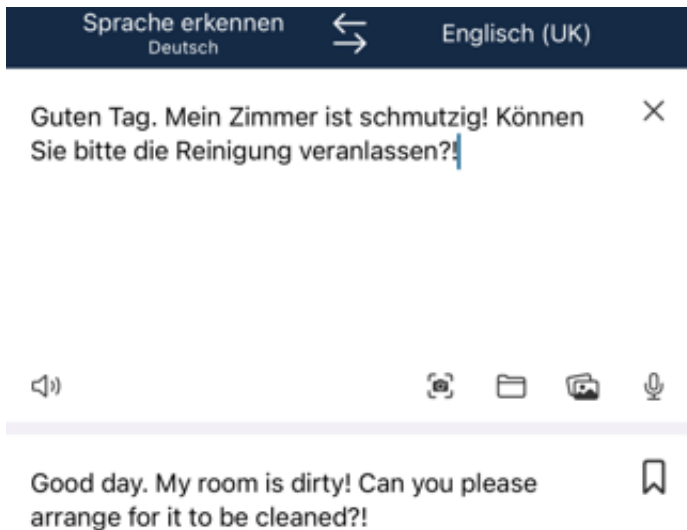 Sprache erkennen
Deutsch
Englisch (UK)
Guten Tag. Mein Zimmer ist schmutzig! Können
Sie bitte die Reinigung veranlassen?!
Good day. My room is dirty! Can you please
arrange for it to be cleaned?!